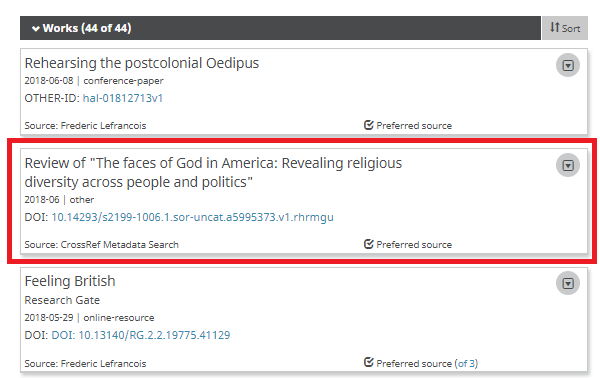 Works (44 of 44)
Sort
Rehearsing the postcolonial Oedipus
2018-06-08 | conference-paper
OTHER-ID: hal-01812713v1
Source: Frederic Lefrancois
Preferred source
Review of "The faces of God in America: Revealing religious
diversity across people and politics"
2018-06 | other
DOI: 10.14293/s2199-1006.1.sor-uncat.a5995373.v1.rhrmgu
Source: CrossRef Metadata Search
Preferred source
Feeling British
Research Gate
2018-05-29 | online-resource
DOI: DOI: 10.13140/RG.2.2.19775.41129
Source: Frederic Lefrancois
Preferred source (of 3)